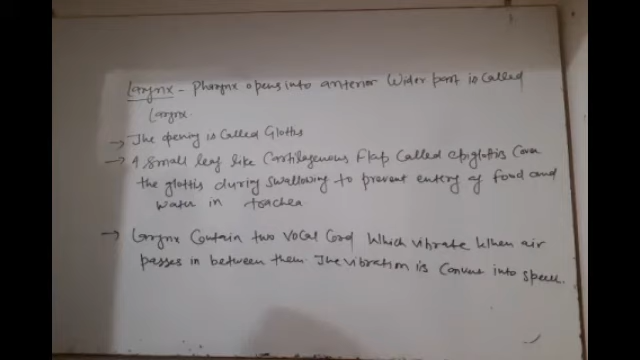 Larynx - Pharynx opens into anterior wider part is called
Larynx.
→ The opening is called Glottis
→ A small leaf like cartilagenous flap called epiglottis cover
the glottis during swallowing to prevent entery of food and
water in trachea
→ Larynx contain two vocal cord which vibrate when air
passes in between them. The vibration is convert into speech.